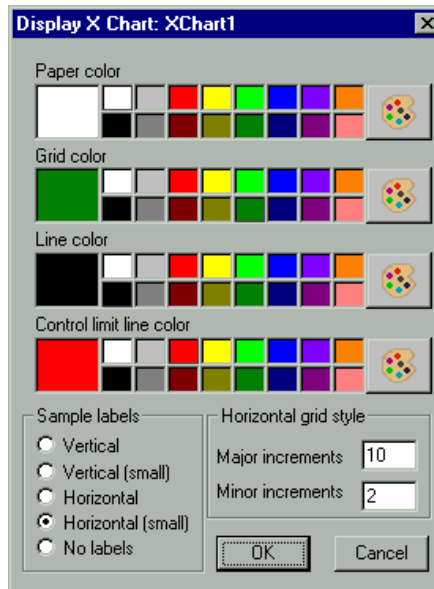 Display X Chart: XChart1
Paper color
Grid color
Line color
Control limit line color
Sample labels
Vertical
Vertical (small)
Horizontal
Horizontal (small)
No labels
Horizontal grid style
Major increments 10
Minor increments 2
OK Cancel